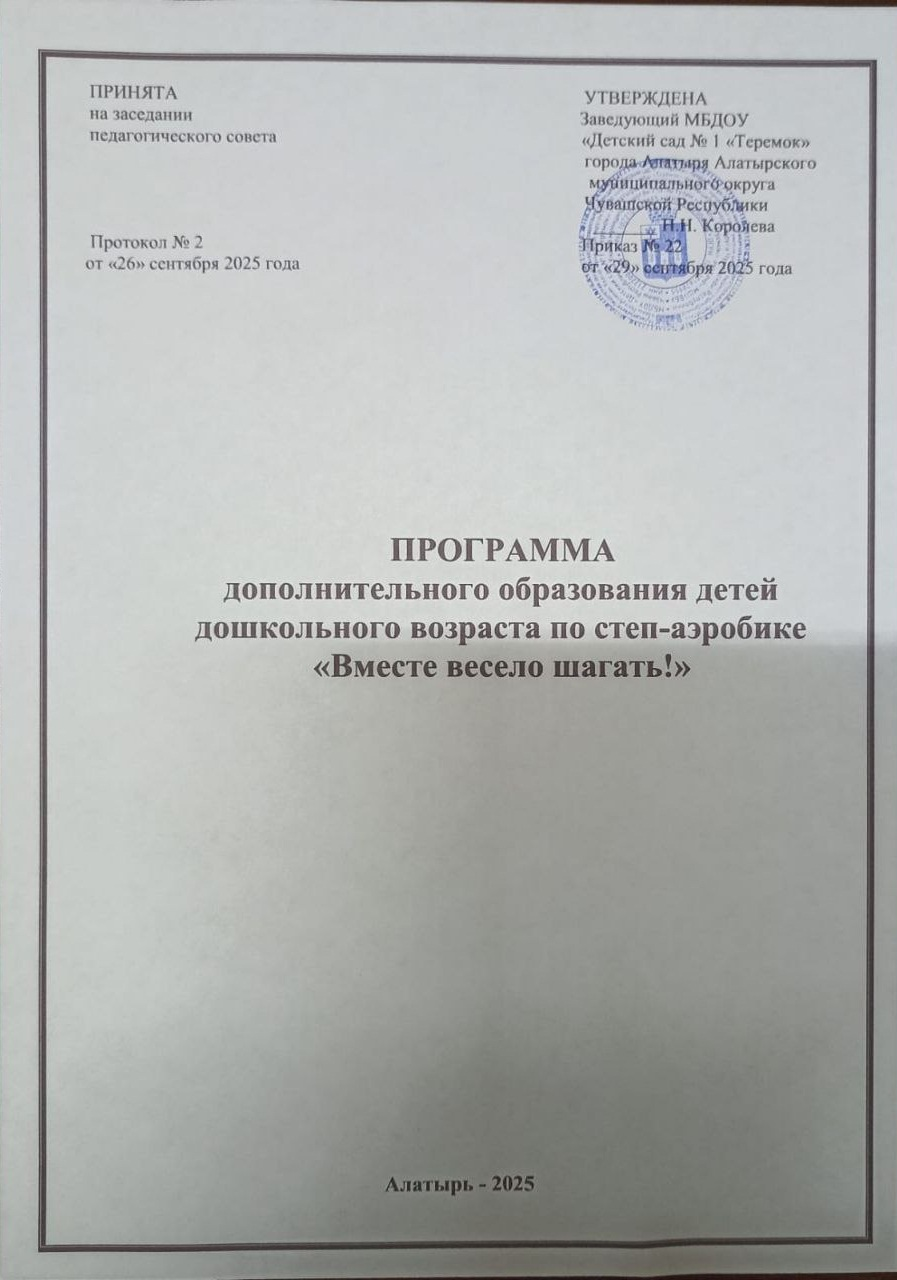 ПРИНЯТА
на заседании
педагогического совета
Протокол № 2
от «26» сентября 2025 года
УТВЕРЖДЕНА
Заведующий МБДОУ
«Детский сад № 1 «Теремок»
города Алатыря Алатырского
муниципального округа
Чувашской Республики
________ Н.Н. Королева
Приказ № 22
от «29» сентября 2025 года
ПРОГРАММА
дополнительного образования детей
дошкольного возраста по степ-аэробике
«Вместе весело шагать!»
Алатырь - 2025